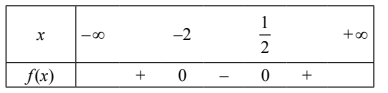 x –∞ –2 1/2 +∞
f(x) + 0 – 0 +